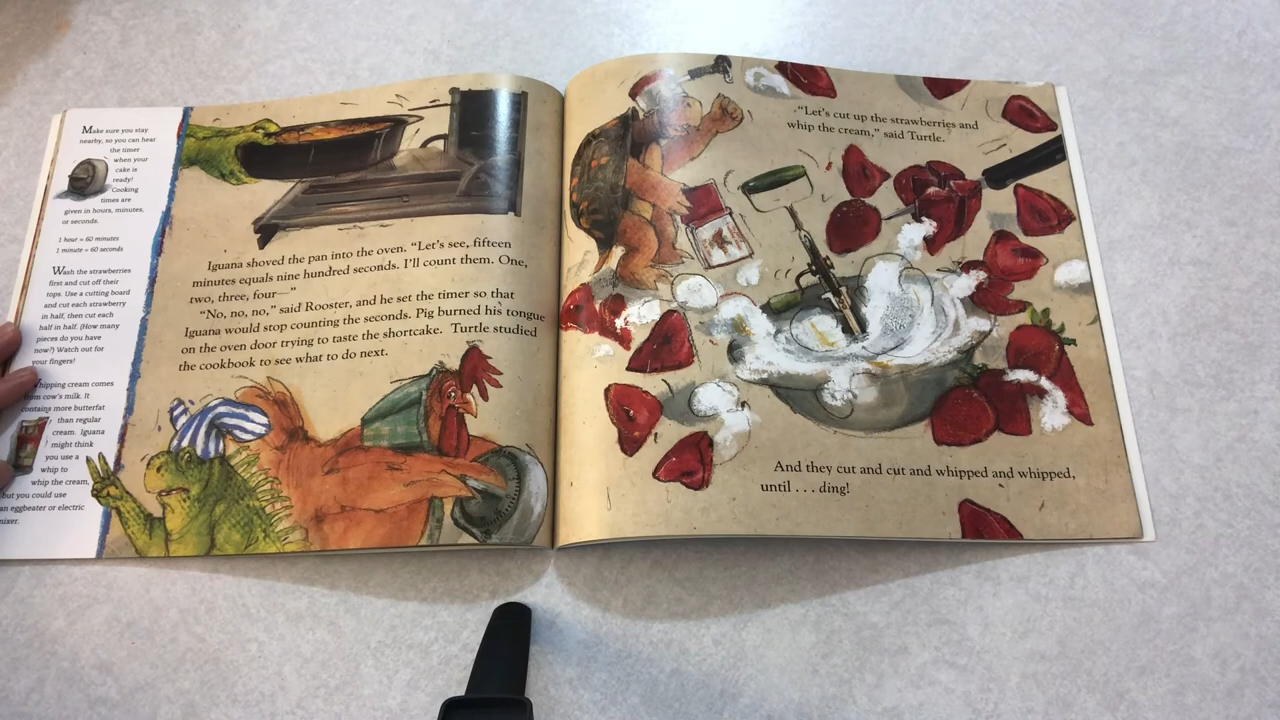 Make sure you stay
nearby, so you can hear
the timer
when your
cake is
ready!
Cooking
times are
given in hours, minutes,
or seconds.
1 hour = 60 minutes
1 minute = 60 seconds
Wash the strawberries
first and cut off their
tops. Use a cutting board
and cut each strawberry
in half, then cut each
half in half. (How many
pieces do you have
now?) Watch out for
your fingers!
Whipping cream comes
from cow's milk. It
contains more butterfat
than regular
cream. Iguana
might think
you use a
whip to
whip the cream,
but you could use
an eggbeater or electric
mixer.
Iguana shoved the pan into the oven. "Let's see, fifteen
minutes equals nine hundred seconds. I'll count them. One,
two, three, four—"
"No, no, no," said Rooster, and he set the timer so that
Iguana would stop counting the seconds. Pig burned his tongue
on the oven door trying to taste the shortcake. Turtle studied
the cookbook to see what to do next.
"Let's cut up the strawberries and
whip the cream," said Turtle.
And they cut and cut and whipped and whipped,
until . . . ding!